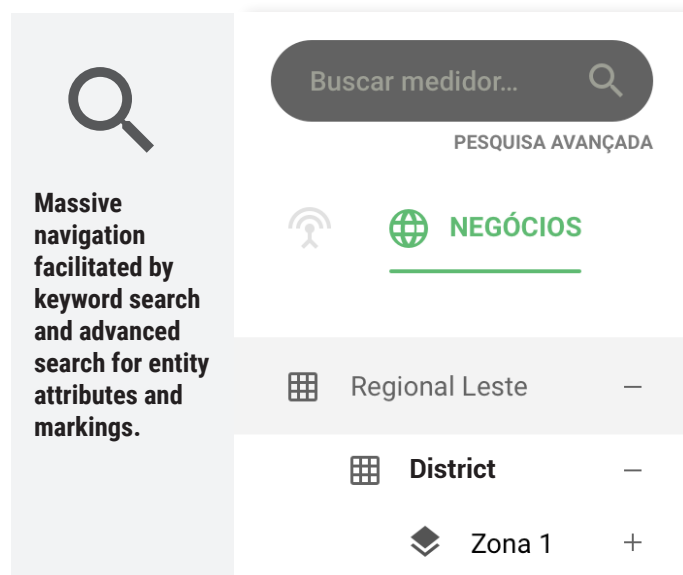 Massive
navigation
facilitated by
keyword search
and advanced
search for entity
attributes and
markings.
Buscar medidor...
PESQUISA AVANÇADA
NEGÓCIOS
Regional Leste
District
Zona 1